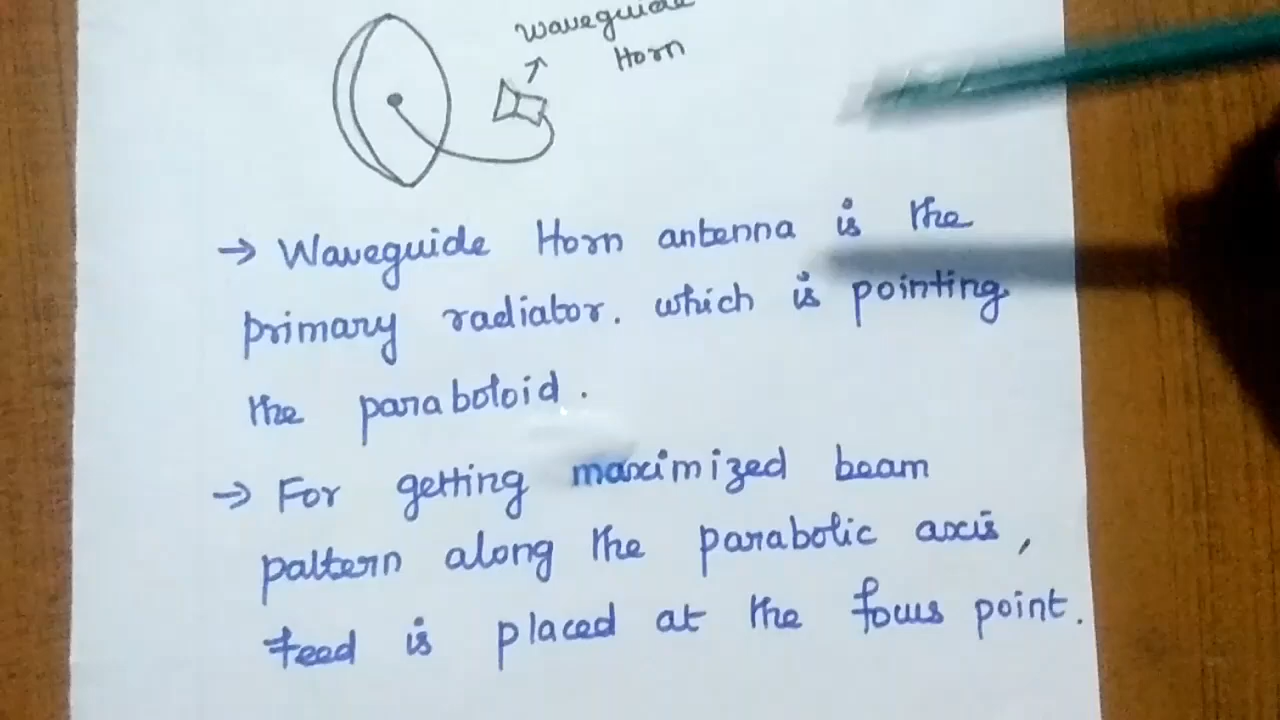 waveguide
Horn
→ Waveguide Horn antenna is the
primary radiator. which is pointing
the paraboloid.
→ For getting maximized beam
pattern along the parabolic axis,
feed is placed at the focus point.